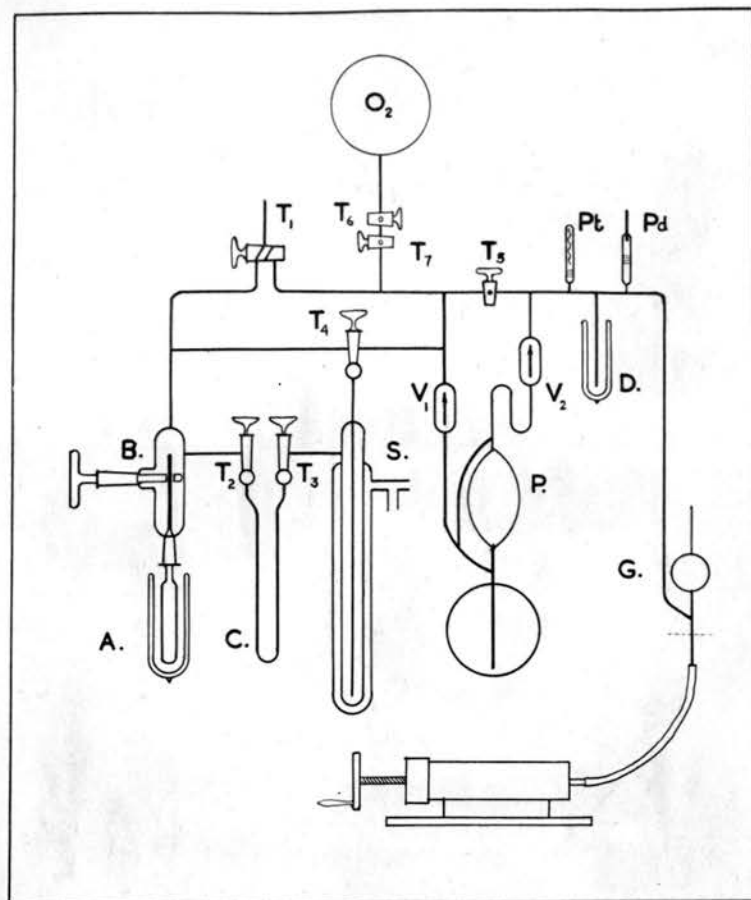 O₂
T₁
T₆
T₇
T₅
Pt
Pd
T₄
V₁
V₂
D.
B.
S.
T₂
T₃
P.
G.
A.
C.